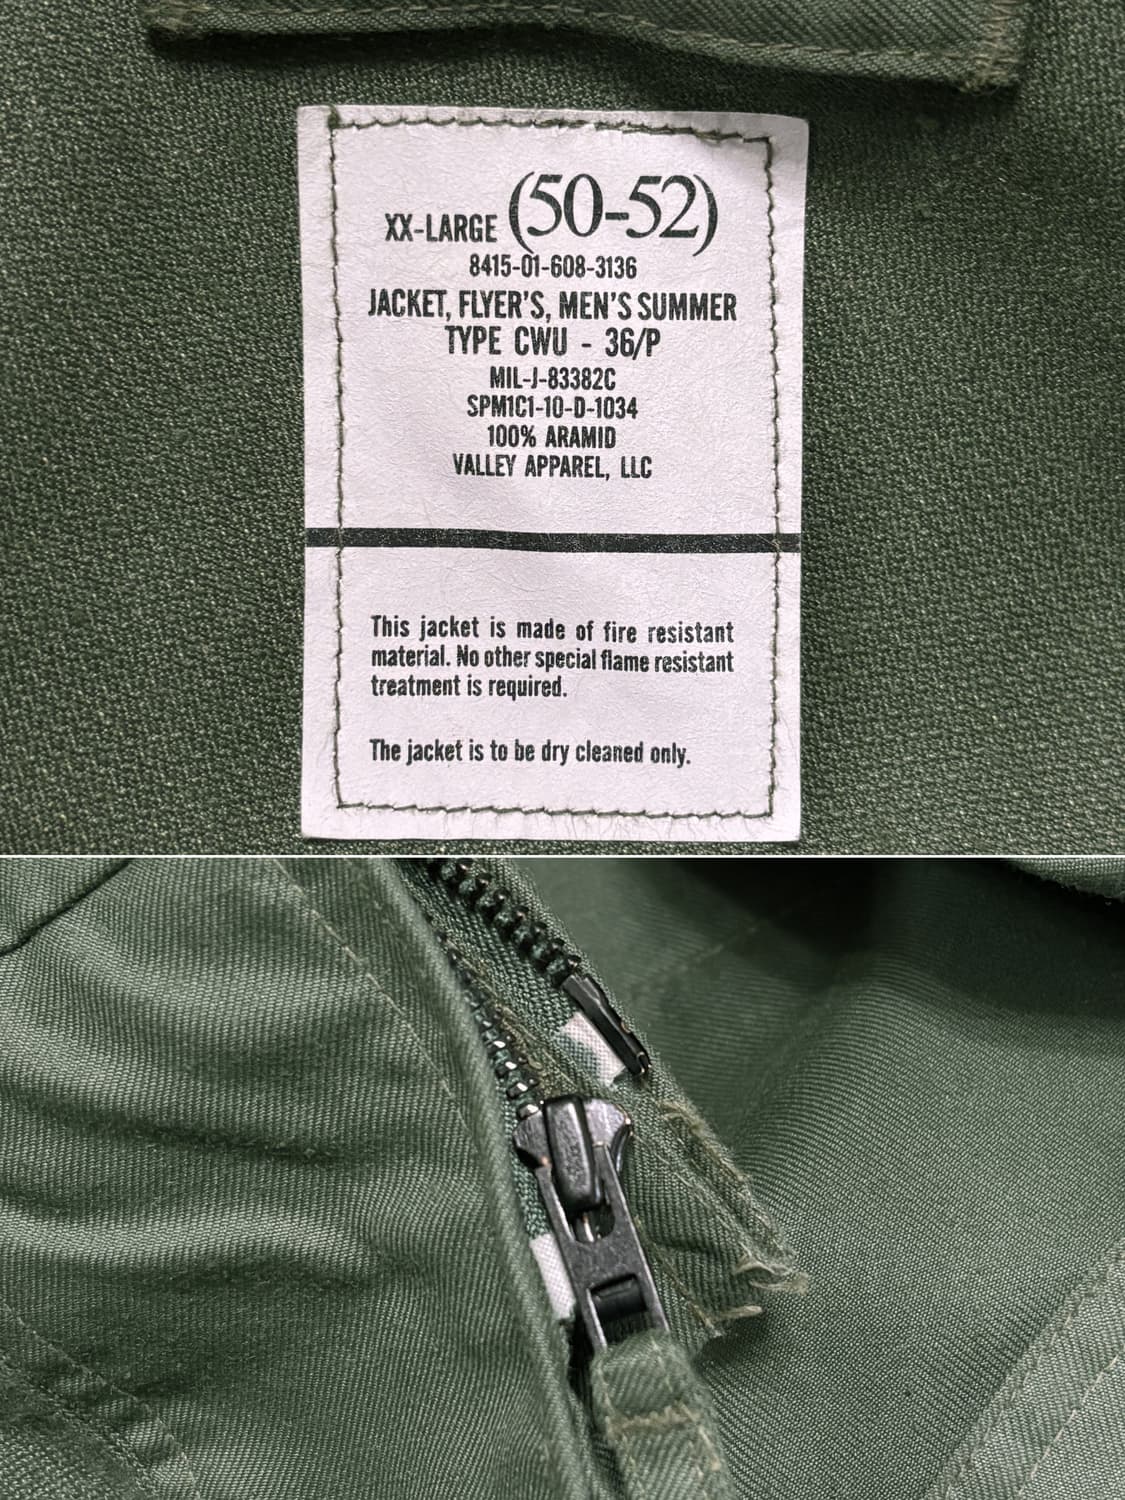 XX-LARGE (50-52)
8415-01-608-3136
JACKET, FLYER'S, MEN'S SUMMER
TYPE CWU - 36/P
MIL-J-83382C
SPM1C1-10-D-1034
100% ARAMID
VALLEY APPAREL, LLC
This jacket is made of fire resistant
material. No other special flame resistant
treatment is required.
The jacket is to be dry cleaned only.